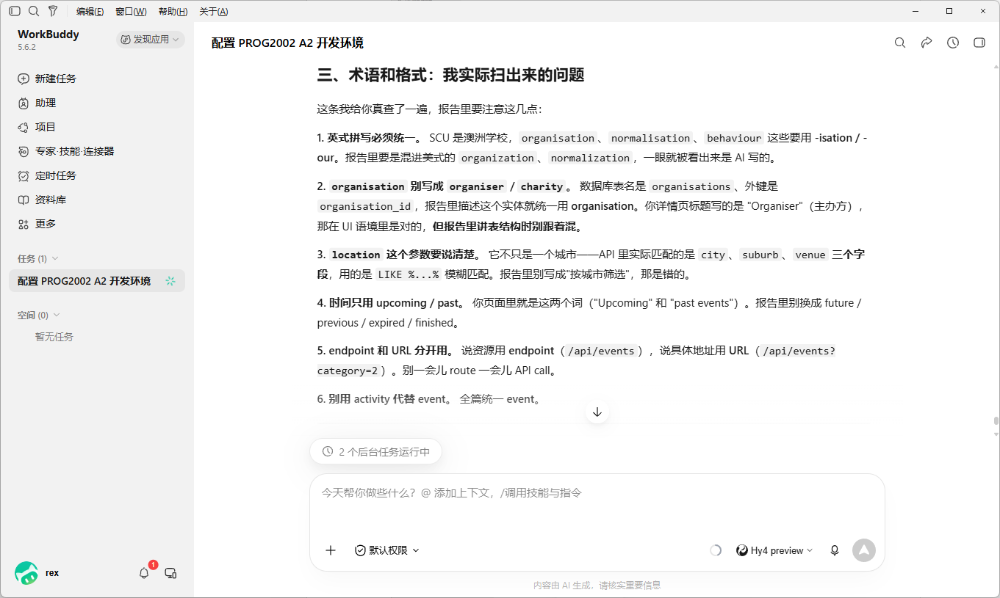 编辑(E) 窗口(W) 帮助(H) 关于(A)
WorkBuddy
5.6.2
发现应用
新建任务
助理
项目
专家·技能·连接器
定时任务
资料库
更多
任务 (1)
配置 PROG2002 A2 开发环境
空间 (0)
暂无任务
rex
1
配置 PROG2002 A2 开发环境
三、术语和格式：我实际扫出来的问题
这条我给你真查了一遍，报告里要注意这几点：
1. 英式拼写必须统一。 SCU 是澳洲学校，organisation、normalisation、behaviour 这些要用 -isation / -
our。报告里要是混进美式的 organization、normalization，一眼就被看出来是 AI 写的。
2. organisation 别写成 organiser / charity。 数据库表名是 organisations、外键是
organisation_id，报告里描述这个实体就统一用 organisation。你详情页标题写的是 "Organiser"（主办方），
那在 UI 语境里是对的，但报告里讲表结构时别跟着混。
3. location 这个参数要说清楚。 它不只是一个城市——API 里实际匹配的是 city、suburb、venue 三个字
段，用的是 LIKE %...% 模糊匹配。报告里别写成"按城市筛选"，那是错的。
4. 时间只用 upcoming / past。 你页面里就是这两个词（"Upcoming" 和 "past events"）。报告里别换成 future /
previous / expired / finished。
5. endpoint 和 URL 分开用。 说资源用 endpoint（/api/events），说具体地址用 URL（/api/events?
category=2）。别一会儿 route 一会儿 API call。
6. 别用 activity 代替 event。 全篇统一 event。
2 个后台任务运行中
今天帮你做些什么？@ 添加上下文，/调用技能与指令
默认权限
Hy4 preview
内容由 AI 生成，请核实重要信息